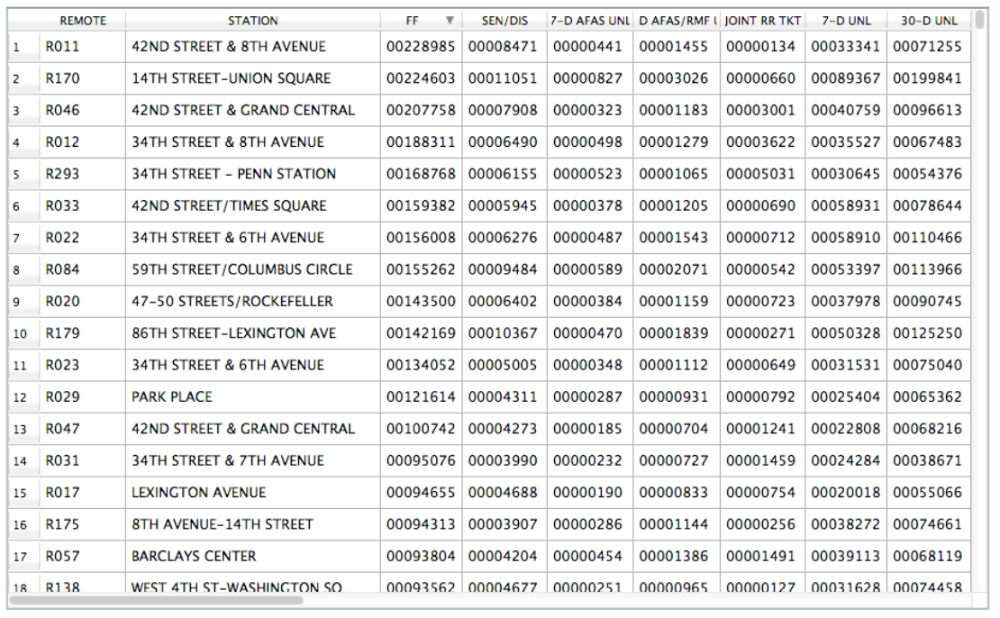 REMOTE STATION FF ▼ SEN/DIS 7-D AFAS UNL D AFAS/RMF U JOINT RR TKT 7-D UNL 30-D UNL
1 R011 42ND STREET & 8TH AVENUE 00228985 00008471 00000441 00001455 00000134 00033341 00071255
2 R170 14TH STREET-UNION SQUARE 00224603 00011051 00000827 00003026 00000660 00089367 00199841
3 R046 42ND STREET & GRAND CENTRAL 00207758 00007908 00000323 00001183 00003001 00040759 00096613
4 R012 34TH STREET & 8TH AVENUE 00188311 00006490 00000498 00001279 00003622 00035527 00067483
5 R293 34TH STREET - PENN STATION 00168768 00006155 00000523 00001065 00005031 00030645 00054376
6 R033 42ND STREET/TIMES SQUARE 00159382 00005945 00000378 00001205 00000690 00058931 00078644
7 R022 34TH STREET & 6TH AVENUE 00156008 00006276 00000487 00001543 00000712 00058910 00110466
8 R084 59TH STREET/COLUMBUS CIRCLE 00155262 00009484 00000589 00002071 00000542 00053397 00113966
9 R020 47-50 STREETS/ROCKEFELLER 00143500 00006402 00000384 00001159 00000723 00037978 00090745
10 R179 86TH STREET-LEXINGTON AVE 00142169 00010367 00000470 00001839 00000271 00050328 00125250
11 R023 34TH STREET & 6TH AVENUE 00134052 00005005 00000348 00001112 00000649 00031531 00075040
12 R029 PARK PLACE 00121614 00004311 00000287 00000931 00000792 00025404 00065362
13 R047 42ND STREET & GRAND CENTRAL 00100742 00004273 00000185 00000704 00001241 00022808 00068216
14 R031 34TH STREET & 7TH AVENUE 00095076 00003990 00000232 00000727 00001459 00024284 00038671
15 R017 LEXINGTON AVENUE 00094655 00004688 00000190 00000833 00000754 00020018 00055066
16 R175 8TH AVENUE-14TH STREET 00094313 00003907 00000286 00001144 00000256 00038272 00074661
17 R057 BARCLAYS CENTER 00093804 00004204 00000454 00001386 00001491 00039113 00068119
18 R138 WEST 4TH ST-WASHINGTON SQ 00093562 00004677 00000251 00000965 00000127 00031628 00074458